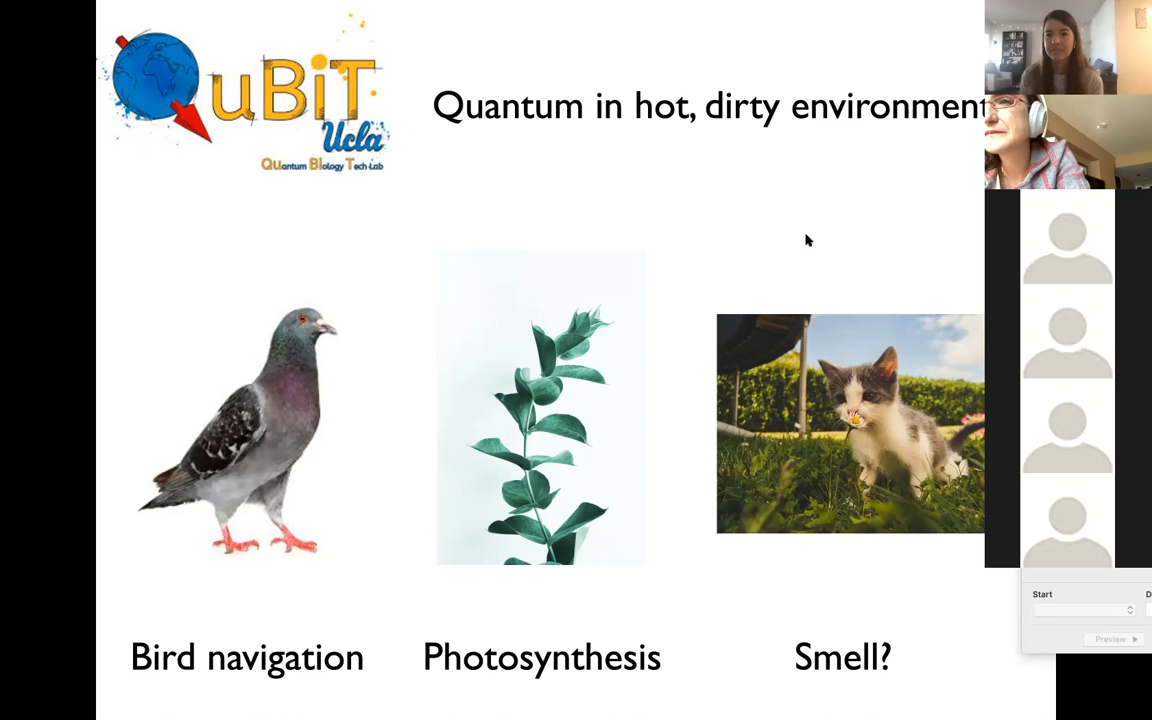 QuBiT
Ucla
Quantum BIology Tech Lab
Quantum in hot, dirty environment
Bird navigation
Photosynthesis
Smell?
Start
D
Preview